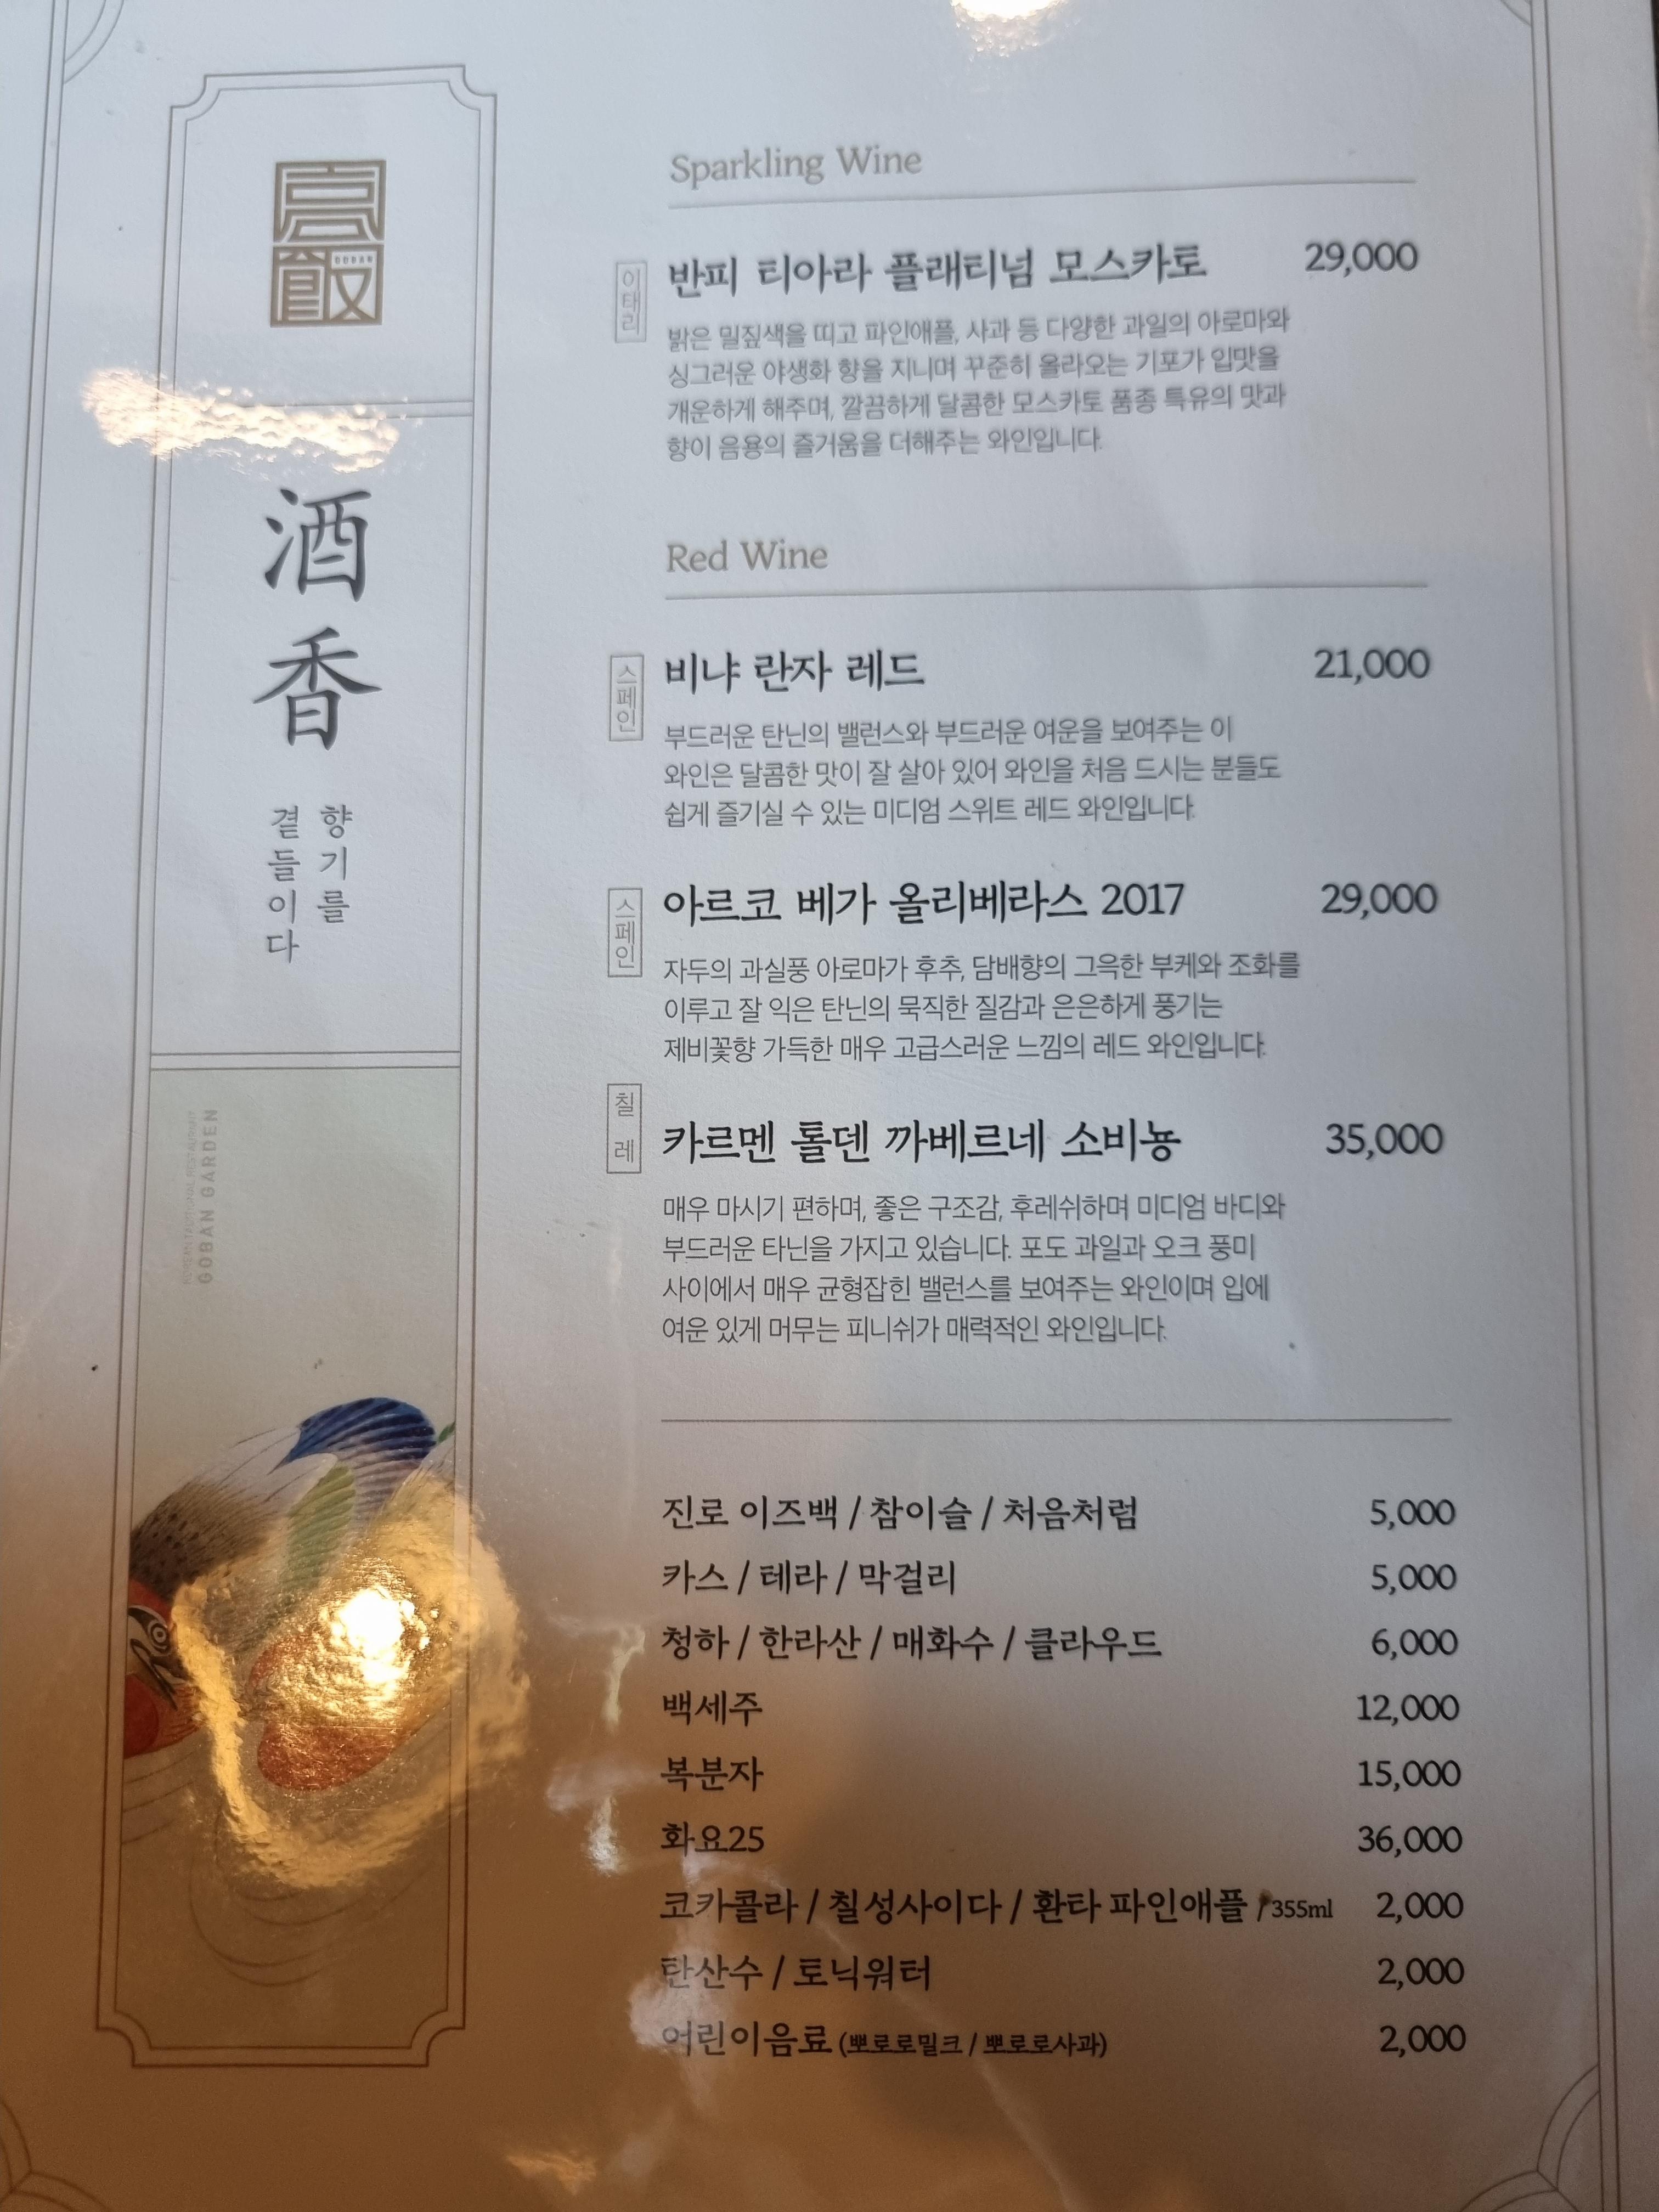 高
飯
GOBAN
酒
香
향기를
곁들이다
GOBAN GARDEN
Sparkling Wine
이태리
반피 티아라 플래티넘 모스카토 29,000
밝은 밀짚색을 띠고 파인애플, 사과 등 다양한 과일의 아로마와
싱그러운 야생화 향을 지니며 꾸준히 올라오는 기포가 입맛을
개운하게 해주며, 깔끔하게 달콤한 모스카토 품종 특유의 맛과
향이 음용의 즐거움을 더해주는 와인입니다.
Red Wine
스페인
비냐 란자 레드 21,000
부드러운 탄닌의 밸런스와 부드러운 여운을 보여주는 이
와인은 달콤한 맛이 잘 살아 있어 와인을 처음 드시는 분들도
쉽게 즐기실 수 있는 미디엄 스위트 레드 와인입니다.
스페인
아르코 베가 올리베라스 2017 29,000
자두의 과실풍 아로마가 후추, 담배향의 그윽한 부케와 조화를
이루고 잘 익은 탄닌의 묵직한 질감과 은은하게 풍기는
제비꽃향 가득한 매우 고급스러운 느낌의 레드 와인입니다.
칠레
카르멘 톨덴 까베르네 소비뇽 35,000
매우 마시기 편하며, 좋은 구조감, 후레쉬하며 미디엄 바디와
부드러운 타닌을 가지고 있습니다. 포도 과일과 오크 풍미
사이에서 매우 균형잡힌 밸런스를 보여주는 와인이며 입에
여운 있게 머무는 피니쉬가 매력적인 와인입니다.
진로 이즈백 / 참이슬 / 처음처럼 5,000
카스 / 테라 / 막걸리 5,000
청하 / 한라산 / 매화수 / 클라우드 6,000
백세주 12,000
복분자 15,000
화요25 36,000
코카콜라 / 칠성사이다 / 환타 파인애플 / 355ml 2,000
탄산수 / 토닉워터 2,000
어린이음료 (뽀로로밀크 / 뽀로로사과) 2,000